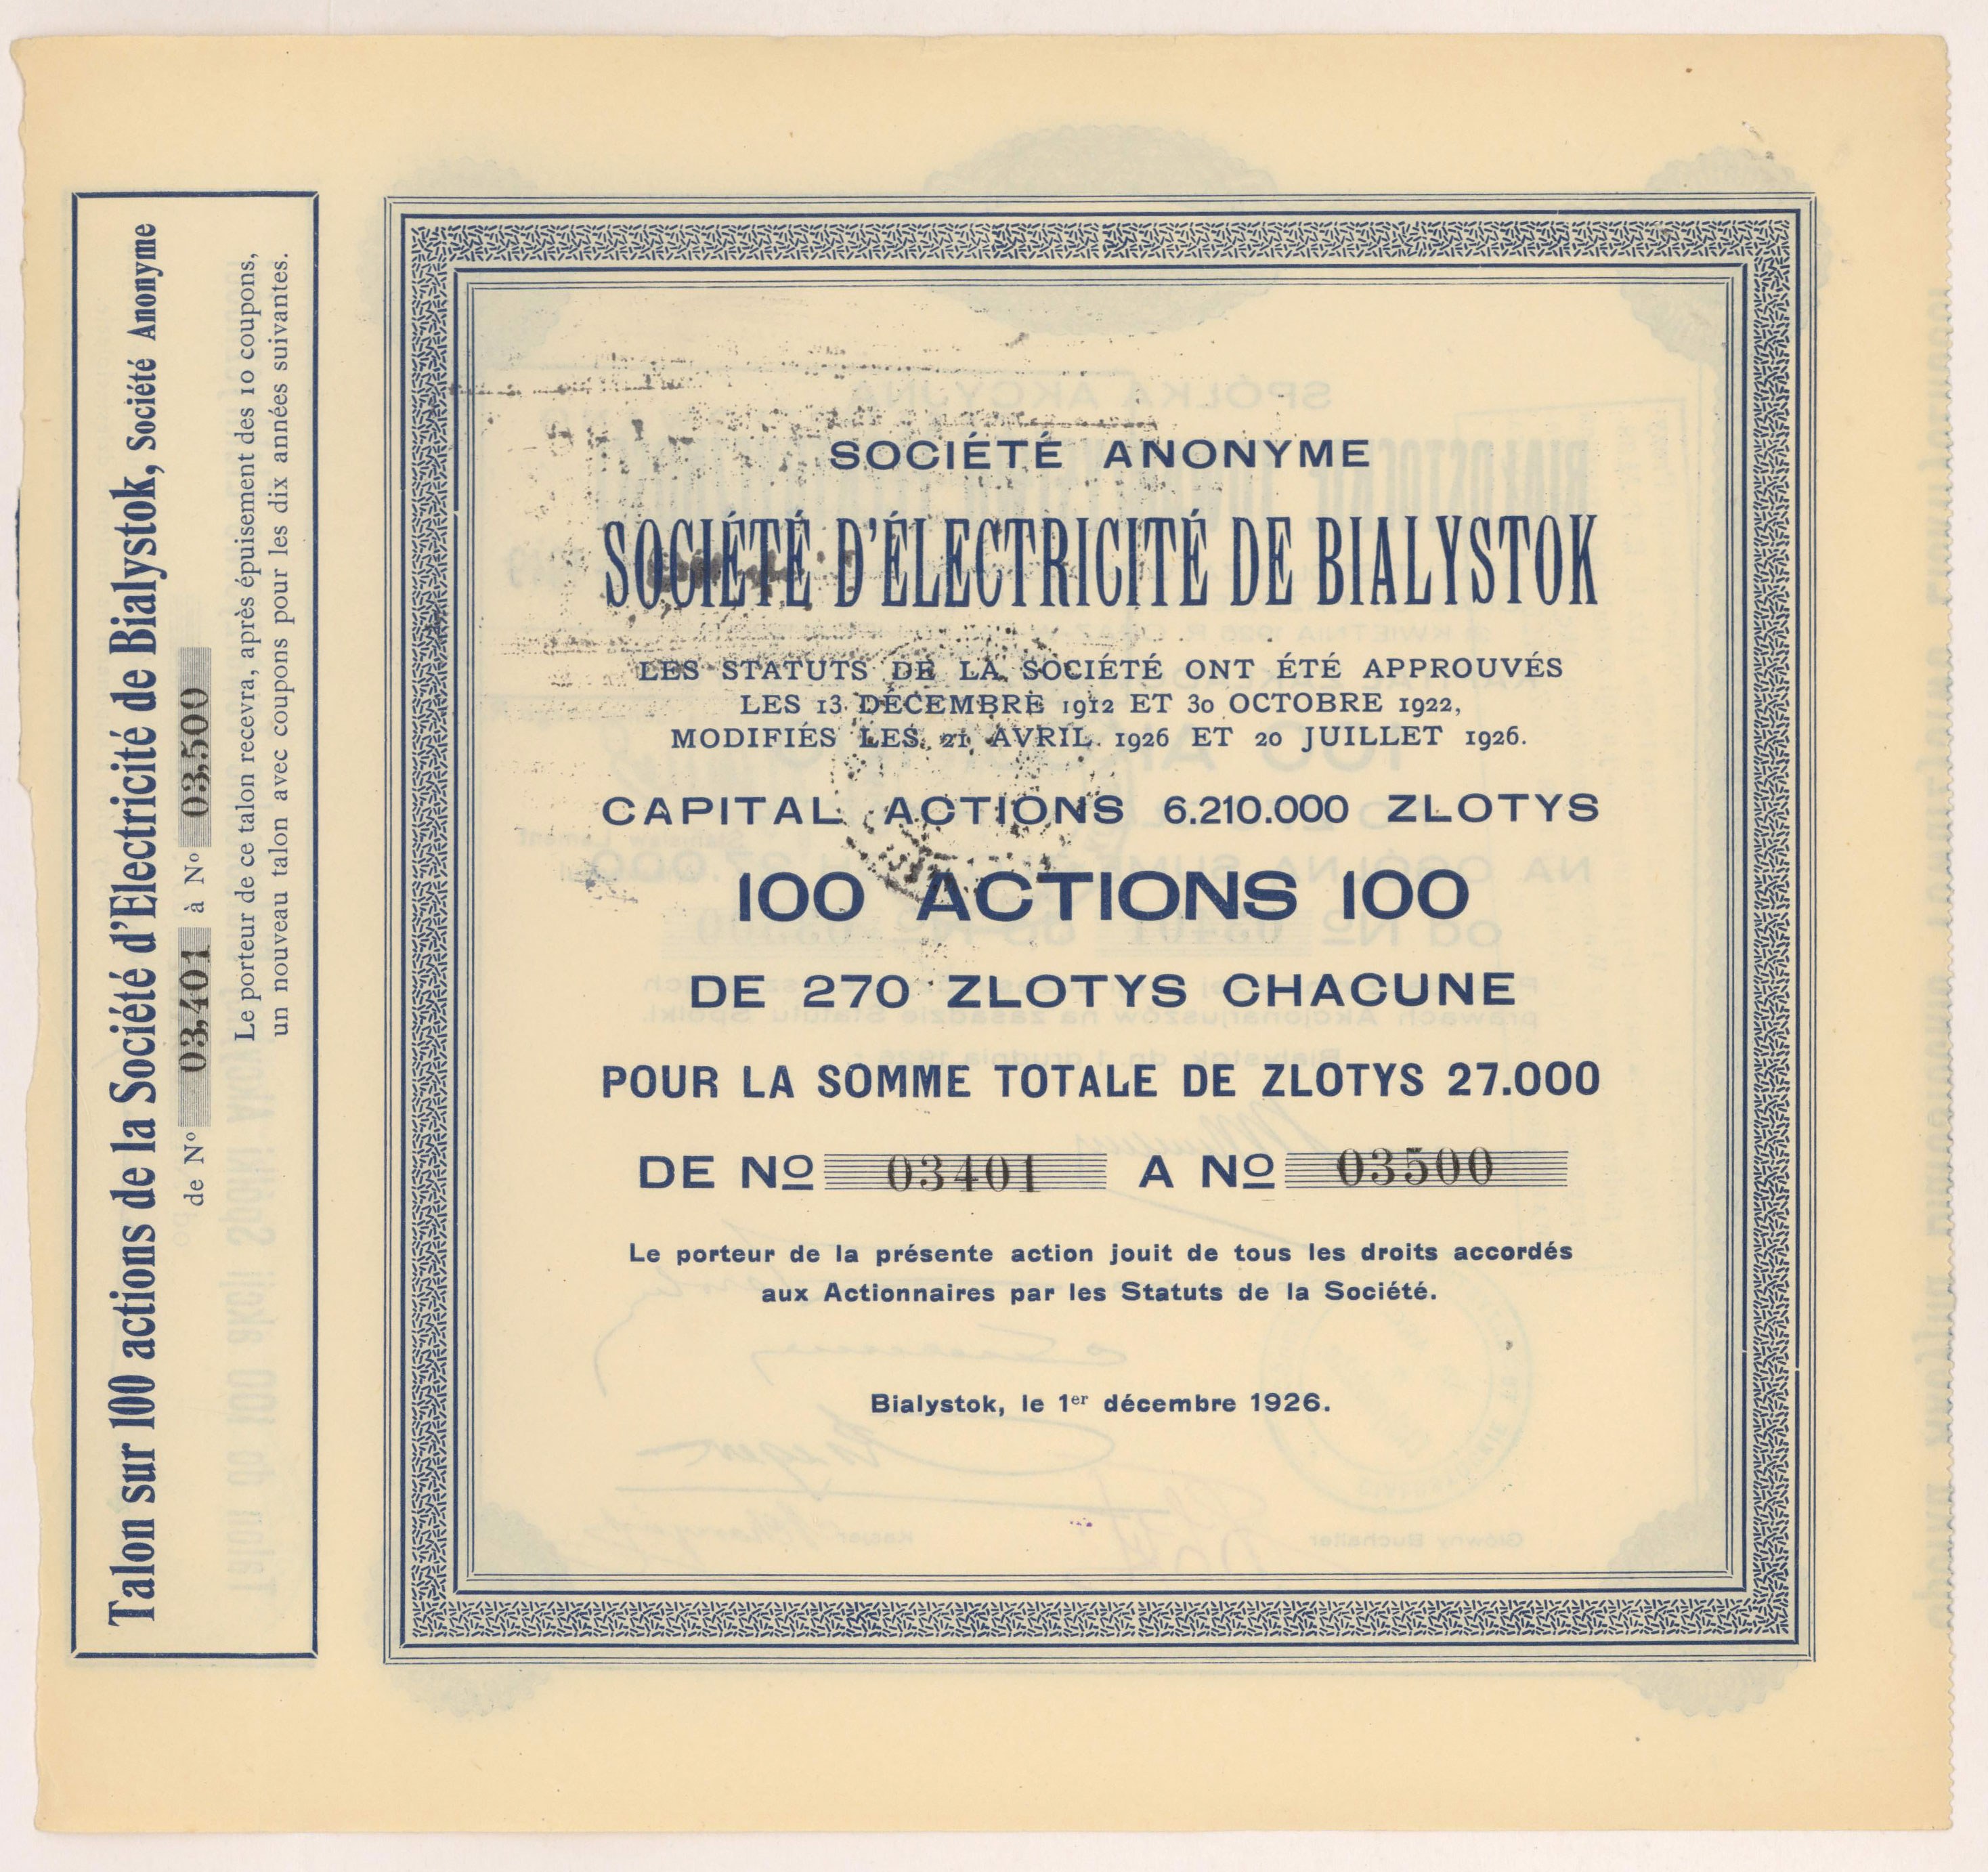 Talon sur 100 actions de la Société d'Electricité de Bialystok, Société Anonyme
de Nº 03,401 à Nº 03,500
Le porteur de ce talon recevra, après épuisement des 10 coupons,
un nouveau talon avec coupons pour les dix années suivantes.
SOCIÉTÉ ANONYME
SOCIÉTÉ D'ÉLECTRICITÉ DE BIALYSTOK
LES STATUTS DE LA SOCIÉTÉ ONT ÉTÉ APPROUVÉS
LES 13 DÉCEMBRE 1912 ET 30 OCTOBRE 1922,
MODIFIÉS LES 21 AVRIL 1926 ET 20 JUILLET 1926.
CAPITAL ACTIONS 6.210.000 ZLOTYS
100 ACTIONS 100
DE 270 ZLOTYS CHACUNE
POUR LA SOMME TOTALE DE ZLOTYS 27.000
DE Nº 03401 A Nº 03500
Le porteur de la présente action jouit de tous les droits accordés
aux Actionnaires par les Statuts de la Société.
Bialystok, le 1er décembre 1926.